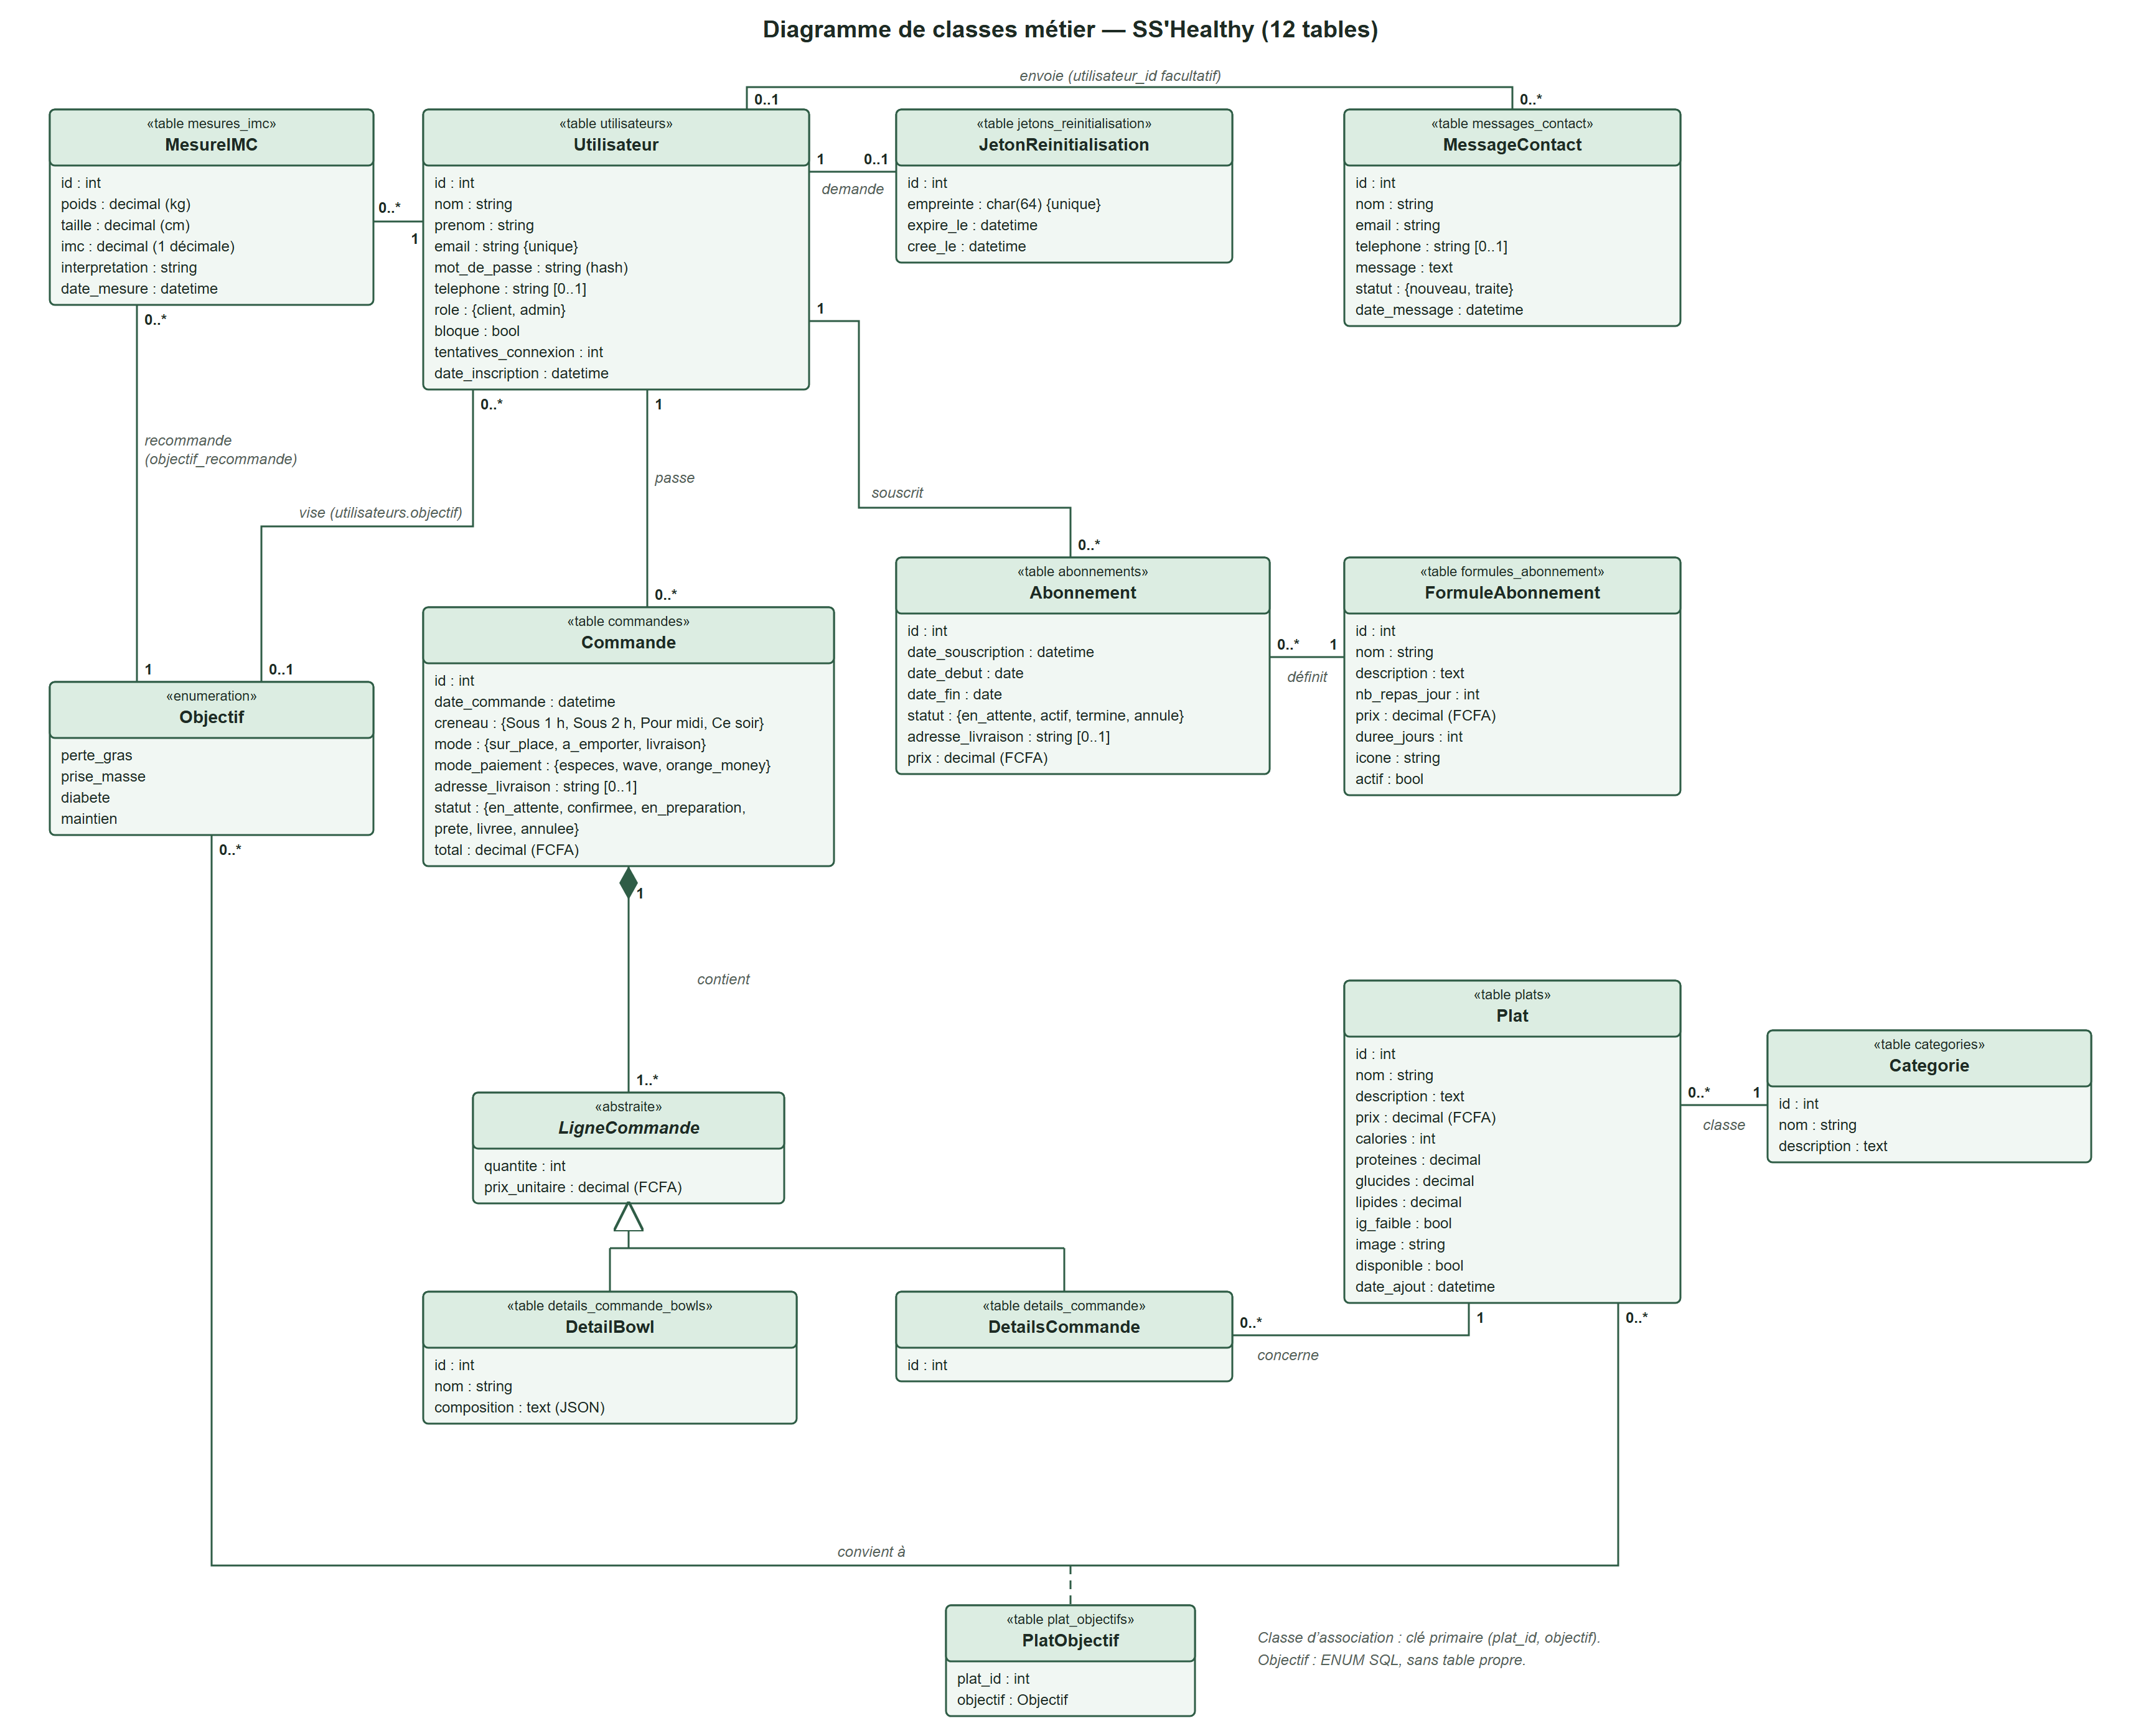 Diagramme de classes métier — SS'Healthy (12 tables)
envoie (utilisateur_id facultatif)
0..1
0..*
«table mesures_imc»
MesureIMC
id : int
poids : decimal (kg)
taille : decimal (cm)
imc : decimal (1 décimale)
interpretation : string
date_mesure : datetime
0..*
1
«table utilisateurs»
Utilisateur
id : int
nom : string
prenom : string
email : string {unique}
mot_de_passe : string (hash)
telephone : string [0..1]
role : {client, admin}
bloque : bool
tentatives_connexion : int
date_inscription : datetime
1
0..1
demande
«table jetons_reinitialisation»
JetonReinitialisation
id : int
empreinte : char(64) {unique}
expire_le : datetime
cree_le : datetime
«table messages_contact»
MessageContact
id : int
nom : string
email : string
telephone : string [0..1]
message : text
statut : {nouveau, traite}
date_message : datetime
1
0..*
0..*
1
recommande
(objectif_recommande)
passe
souscrit
vise (utilisateurs.objectif)
0..*
0..*
1
0..1
«enumeration»
Objectif
perte_gras
prise_masse
diabete
maintien
0..*
«table commandes»
Commande
id : int
date_commande : datetime
creneau : {Sous 1 h, Sous 2 h, Pour midi, Ce soir}
mode : {sur_place, a_emporter, livraison}
mode_paiement : {especes, wave, orange_money}
adresse_livraison : string [0..1]
statut : {en_attente, confirmee, en_preparation,
prete, livree, annulee}
total : decimal (FCFA)
1
«table abonnements»
Abonnement
id : int
date_souscription : datetime
date_debut : date
date_fin : date
statut : {en_attente, actif, termine, annule}
adresse_livraison : string [0..1]
prix : decimal (FCFA)
0..*
1
définit
«table formules_abonnement»
FormuleAbonnement
id : int
nom : string
description : text
nb_repas_jour : int
prix : decimal (FCFA)
duree_jours : int
icone : string
actif : bool
contient
1..*
«abstraite»
LigneCommande
quantite : int
prix_unitaire : decimal (FCFA)
«table plats»
Plat
id : int
nom : string
description : text
prix : decimal (FCFA)
calories : int
proteines : decimal
glucides : decimal
lipides : decimal
ig_faible : bool
image : string
disponible : bool
date_ajout : datetime
0..*
1
classe
«table categories»
Categorie
id : int
nom : string
description : text
«table details_commande_bowls»
DetailBowl
id : int
nom : string
composition : text (JSON)
«table details_commande»
DetailsCommande
id : int
0..*
1
0..*
concerne
convient à
«table plat_objectifs»
PlatObjectif
plat_id : int
objectif : Objectif
Classe d’association : clé primaire (plat_id, objectif).
Objectif : ENUM SQL, sans table propre.